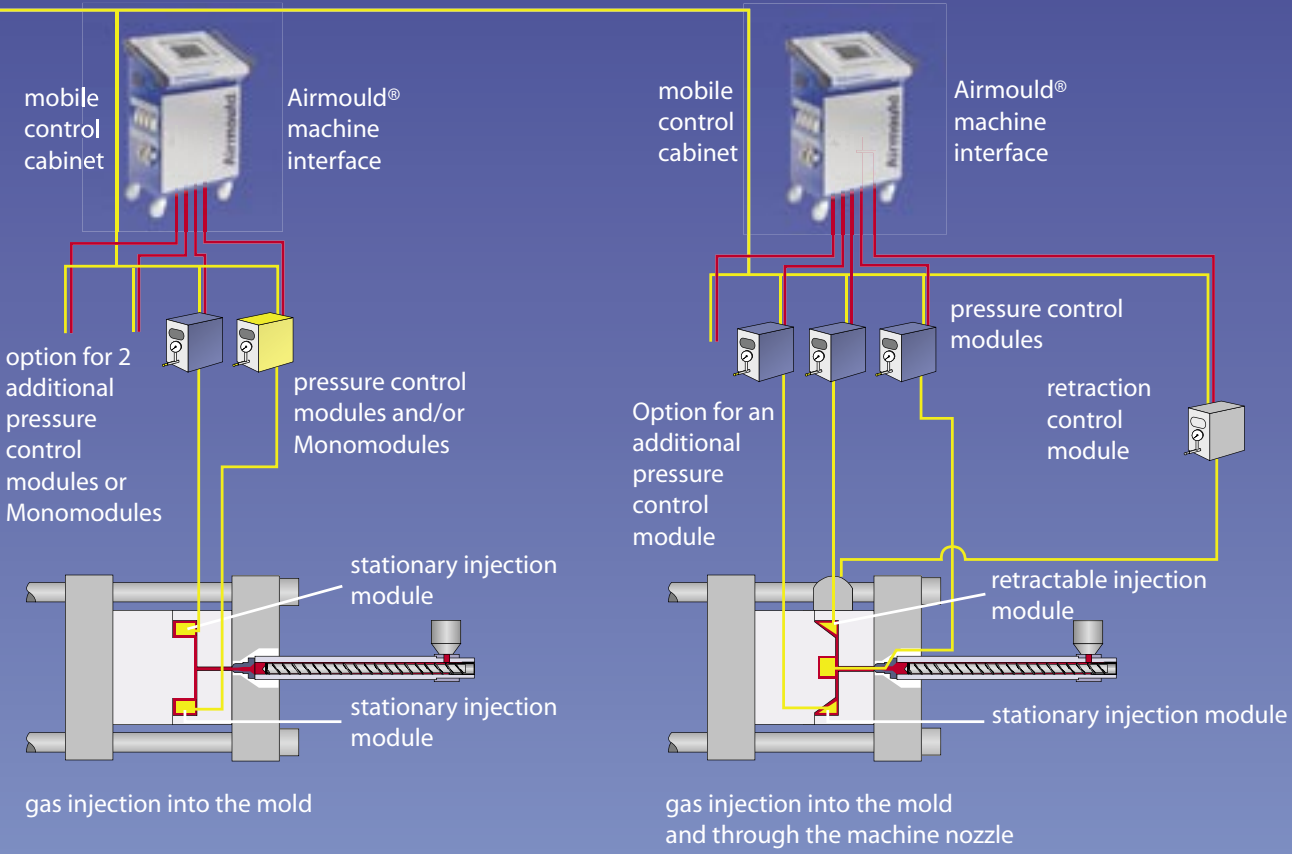 mobile
control
cabinet
Airmould®
machine
interface
Airmould
option for 2
additional
pressure
control
modules or
Monomodules
pressure control
modules and/or
Monomodules
stationary injection
module
stationary injection
module
gas injection into the mold
mobile
control
cabinet
Airmould®
machine
interface
Airmould
pressure control
modules
Option for an
additional
pressure
control
module
retraction
control
module
retractable injection
module
stationary injection module
gas injection into the mold
and through the machine nozzle